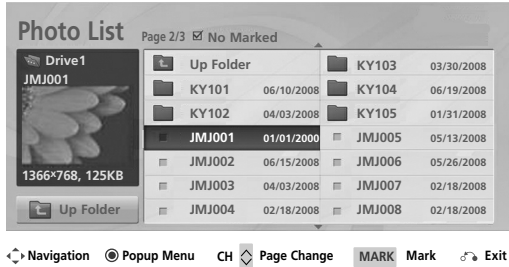 Photo List Page 2/3 No Marked
Drive1
JMJ001
1366×768, 125KB
Up Folder
Up Folder
KY101 06/10/2008
KY102 04/03/2008
JMJ001 01/01/2000
JMJ002 06/15/2008
JMJ003 04/03/2008
JMJ004 02/18/2008
KY103 03/30/2008
KY104 06/19/2008
KY105 01/31/2008
JMJ005 05/13/2008
JMJ006 05/26/2008
JMJ007 02/18/2008
JMJ008 02/18/2008
Navigation Popup Menu CH Page Change MARK Mark Exit